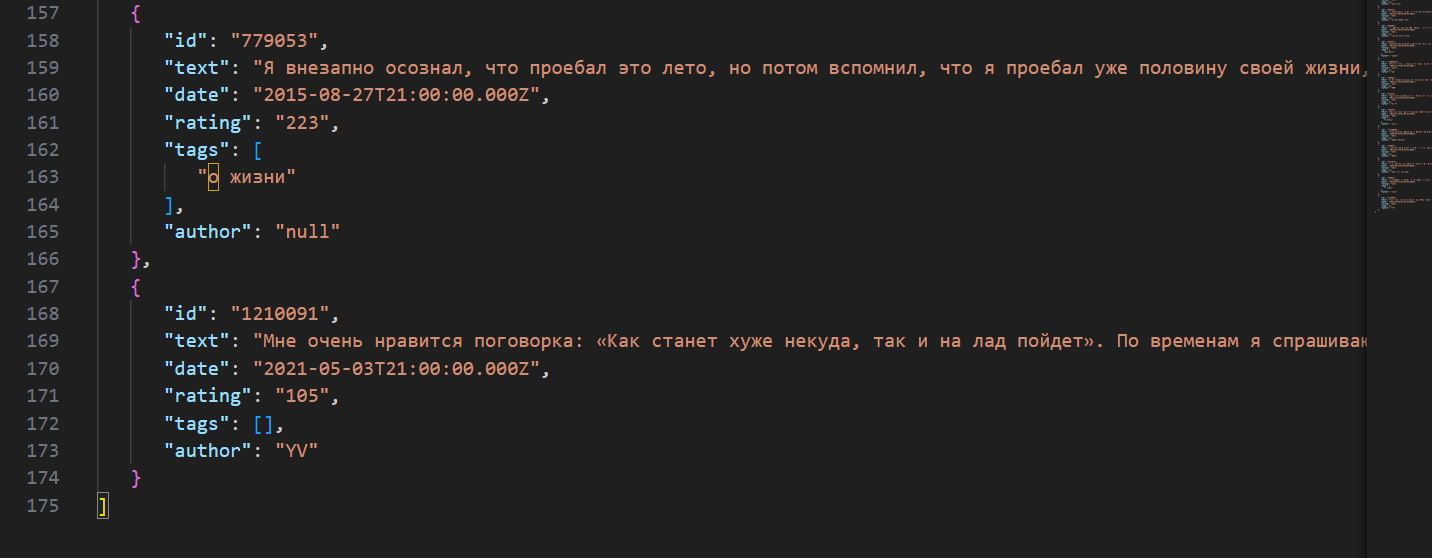 157 {
158 "id": "779053",
159 "text": "Я внезапно осознал, что проебал это лето, но потом вспомнил, что я проебал уже половину своей жизни,
160 "date": "2015-08-27T21:00:00.000Z",
161 "rating": "223",
162 "tags": [
163 "о жизни"
164 ],
165 "author": "null"
166 },
167 {
168 "id": "1210091",
169 "text": "Мне очень нравится поговорка: «Как станет хуже некуда, так и на лад пойдет». По временам я спрашиваю
170 "date": "2021-05-03T21:00:00.000Z",
171 "rating": "105",
172 "tags": [],
173 "author": "YV"
174 }
175 ]